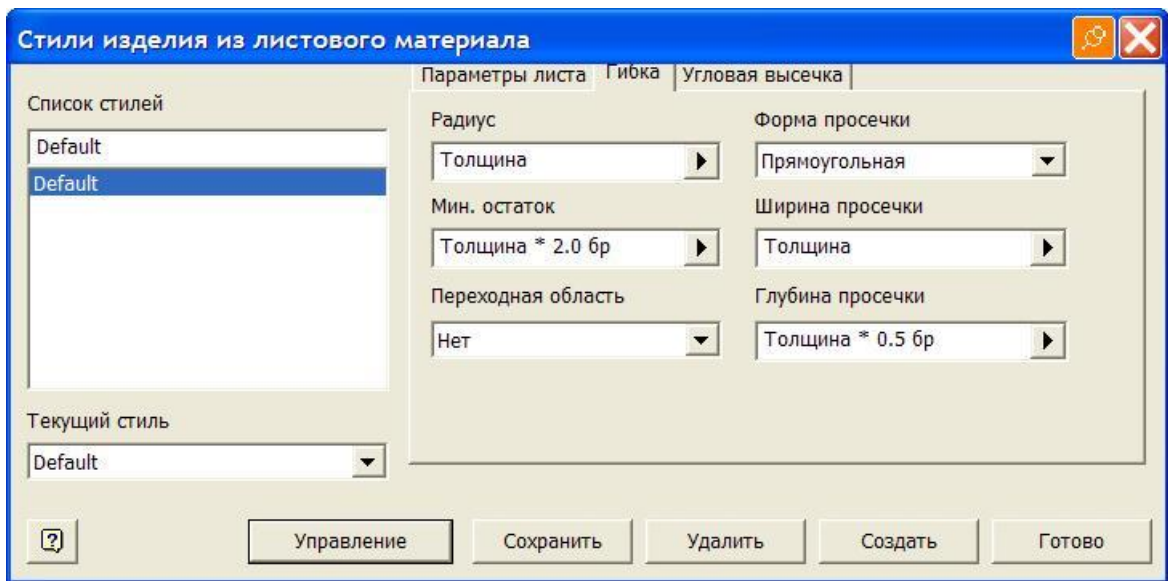 Стили изделия из листового материала
Параметры листа Гибка Угловая высечка
Список стилей
Default
Default
Текущий стиль
Default
Радиус
Толщина
Форма просечки
Прямоугольная
Мин. остаток
Толщина * 2.0 бр
Ширина просечки
Толщина
Переходная область
Нет
Глубина просечки
Толщина * 0.5 бр
Управление Сохранить Удалить Создать Готово